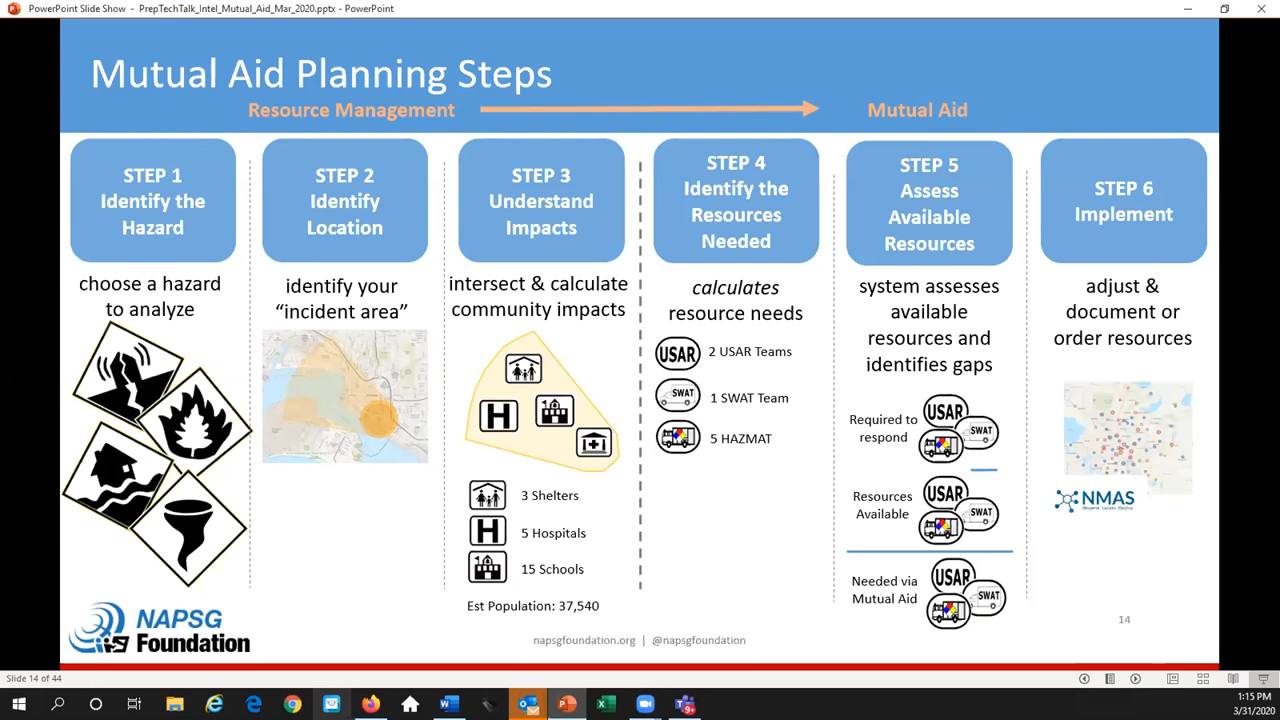 PowerPoint Slide Show - PrepTechTalk_Intel_Mutual_Aid_Mar_2020.pptx - PowerPoint
Mutual Aid Planning Steps
Resource Management
Mutual Aid
STEP 1
Identify the
Hazard
choose a hazard
to analyze
STEP 2
Identify
Location
identify your
“incident area”
STEP 3
Understand
Impacts
intersect & calculate
community impacts
H
3 Shelters
H
5 Hospitals
15 Schools
Est Population: 37,540
STEP 4
Identify the
Resources
Needed
calculates
resource needs
USAR
2 USAR Teams
SWAT
1 SWAT Team
5 HAZMAT
STEP 5
Assess
Available
Resources
system assesses
available
resources and
identifies gaps
Required to
respond
USAR
SWAT
Resources
Available
USAR
SWAT
Needed via
Mutual Aid
USAR
SWAT
STEP 6
Implement
adjust &
document or
order resources
NMAS
NAPSG
Foundation
napsgfoundation.org | @napsgfoundation
14
Slide 14 of 44
1:15 PM
3/31/2020